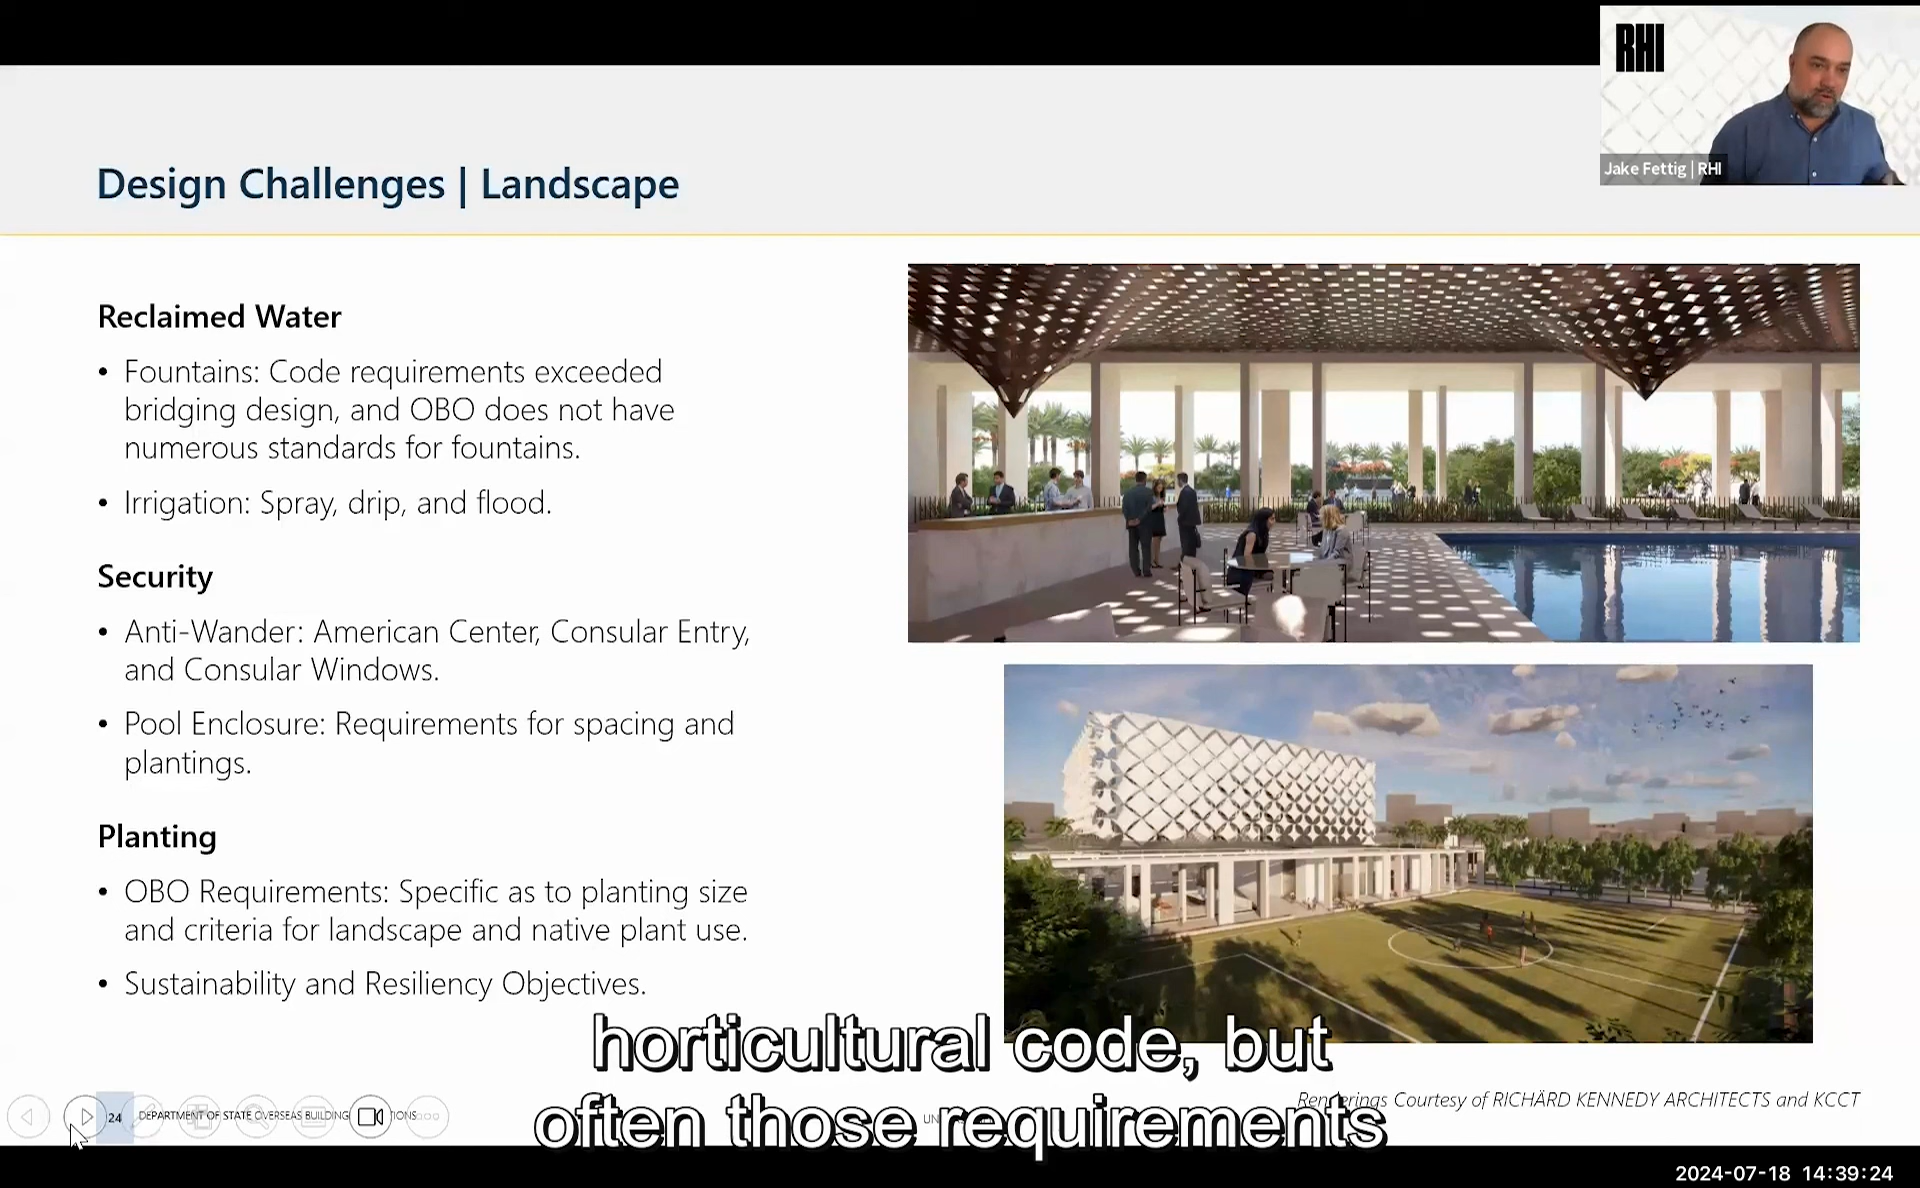 RHI
Jake Fettig | RHI
Design Challenges | Landscape
Reclaimed Water
• Fountains: Code requirements exceeded
bridging design, and OBO does not have
numerous standards for fountains.
• Irrigation: Spray, drip, and flood.
Security
• Anti-Wander: American Center, Consular Entry,
and Consular Windows.
• Pool Enclosure: Requirements for spacing and
plantings.
Planting
• OBO Requirements: Specific as to planting size
and criteria for landscape and native plant use.
• Sustainability and Resiliency Objectives.
horticultural code, but
often those requirements
Renderings Courtesy of RICHÄRD KENNEDY ARCHITECTS and KCCT
24 DEPARTMENT OF STATE OVERSEAS BUILDING
2024-07-18 14:39:24